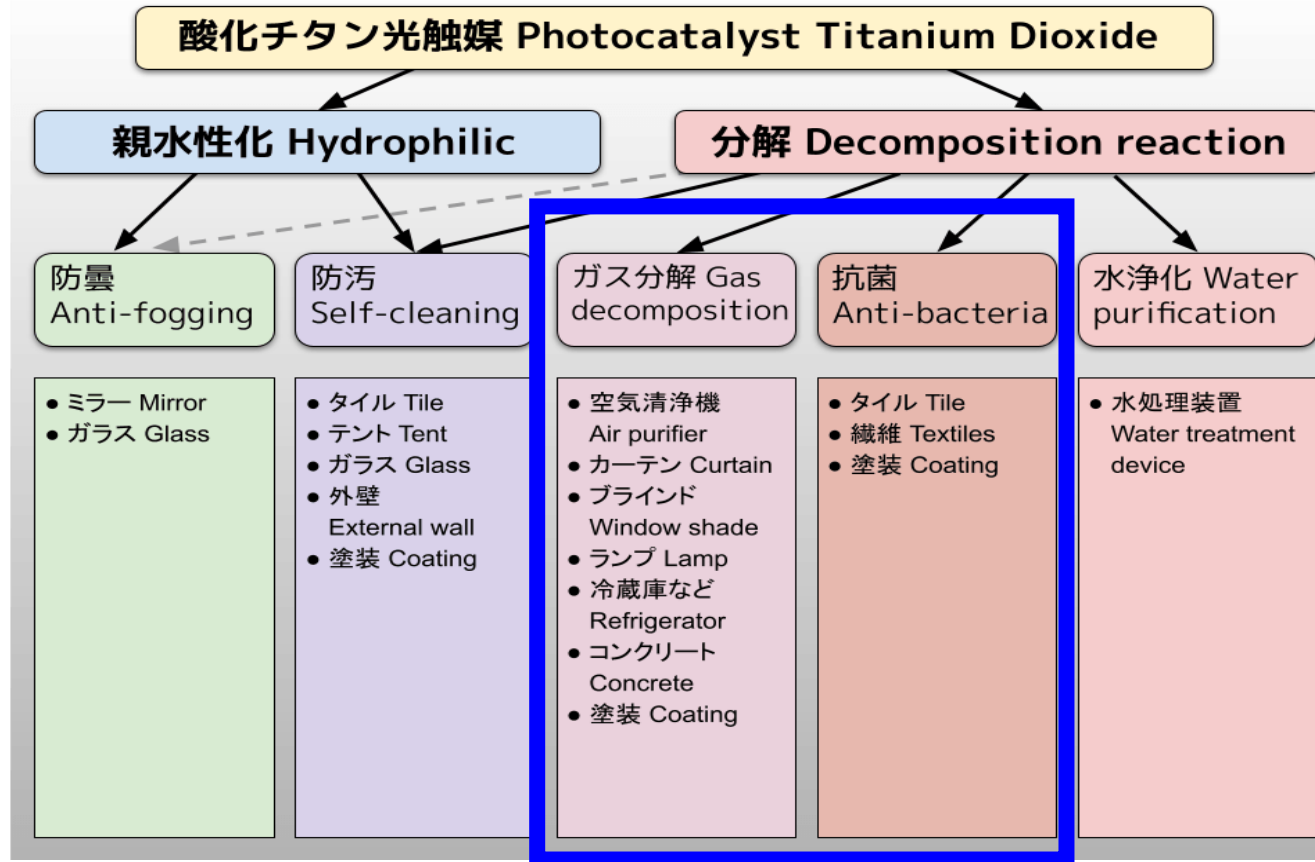 酸化チタン光触媒 Photocatalyst Titanium Dioxide
親水性化 Hydrophilic
分解 Decomposition reaction
防曇
Anti-fogging
防汚
Self-cleaning
ガス分解 Gas
decomposition
抗菌
Anti-bacteria
水浄化 Water
purification
● ミラー Mirror
● ガラス Glass
● タイル Tile
● テント Tent
● ガラス Glass
● 外壁
External wall
● 塗装 Coating
● 空気清浄機
Air purifier
● カーテン Curtain
● ブラインド
Window shade
● ランプ Lamp
● 冷蔵庫など
Refrigerator
● コンクリート
Concrete
● 塗装 Coating
● タイル Tile
● 繊維 Textiles
● 塗装 Coating
● 水処理装置
Water treatment
device